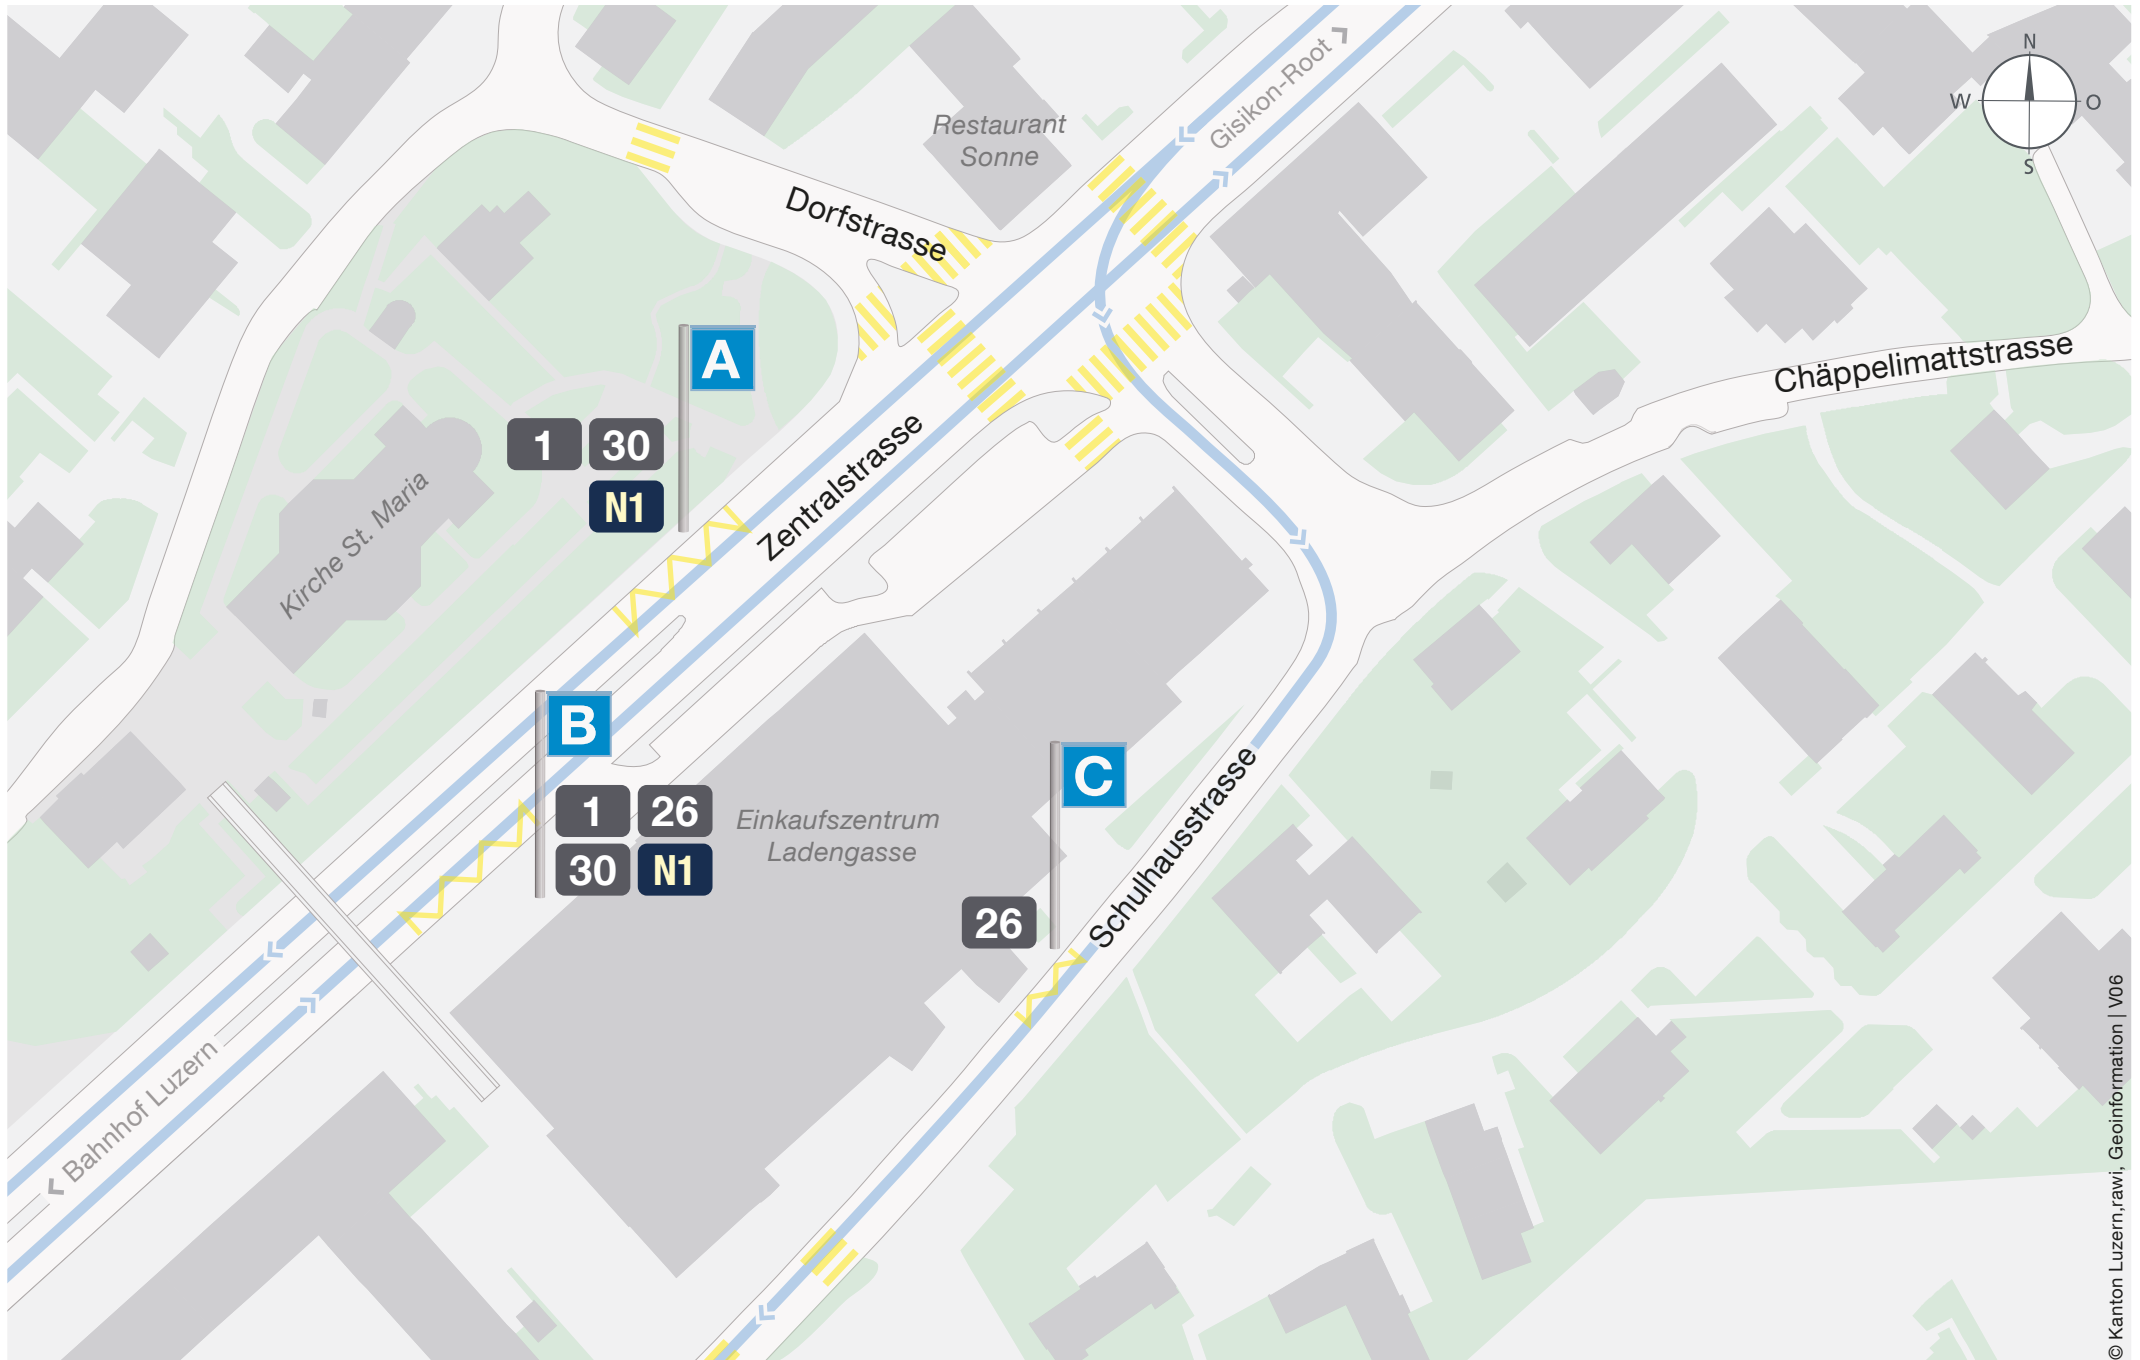 Gisikon-Root
N
W
O
S
Restaurant
Sonne
Dorfstrasse
A
Chäppelimattstrasse
1 30
N1
Zentralstrasse
Kirche St. Maria
B
C
1 26
30 N1
Einkaufszentrum
Ladengasse
26
Schulhausstrasse
Bahnhof Luzern
© Kanton Luzern,rawi, Geoinformation | V06